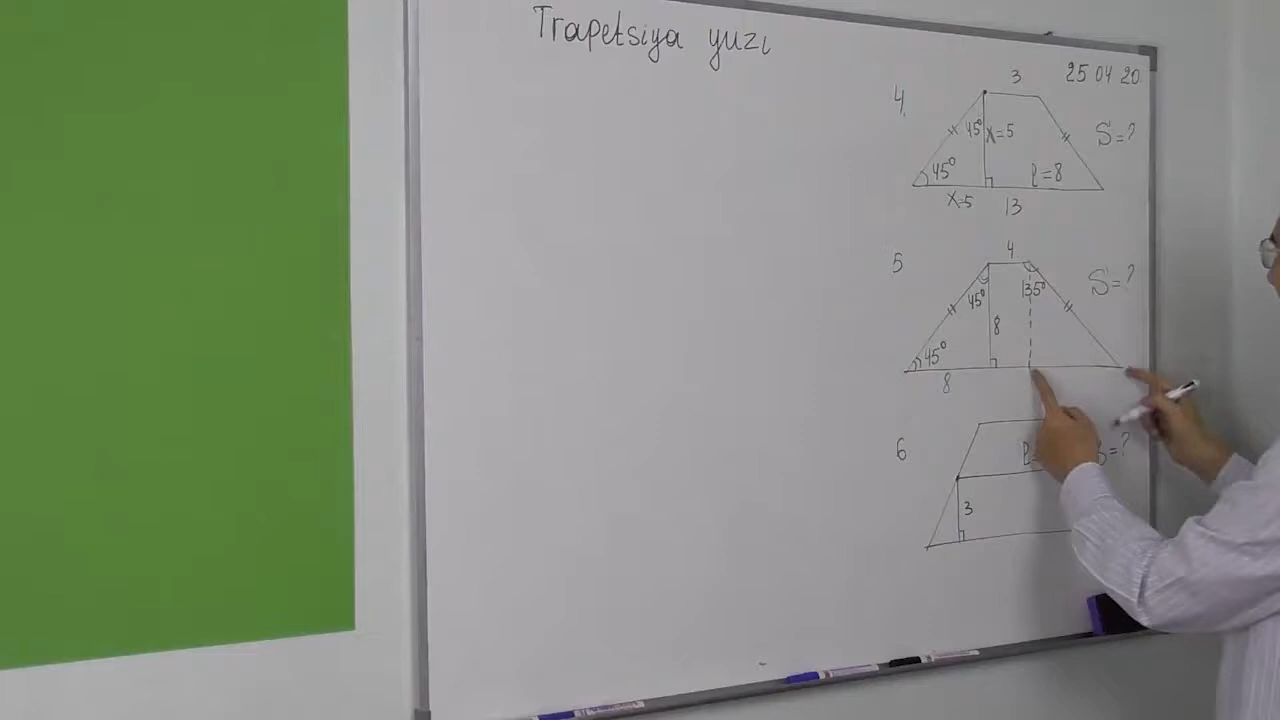 Trapetsiya yuzi
25 04 20
4
3
45° X=5
S=?
45°
ℓ=8
X=5
13
5
4
45°
135°
S=?
8
45°
8
6
S=?
3